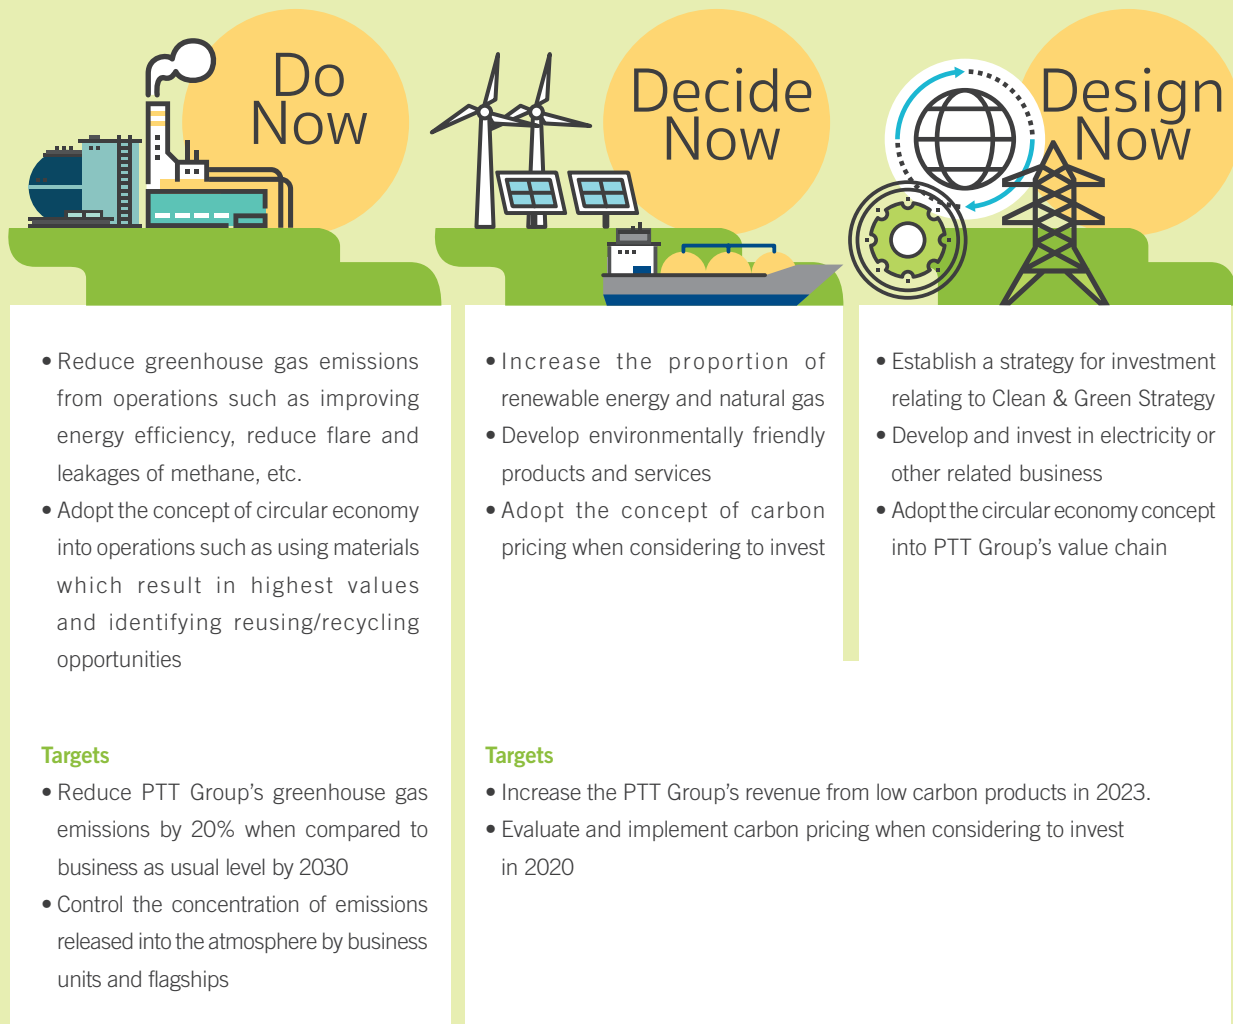 Do
Now
Decide
Now
Design
Now
• Reduce greenhouse gas emissions
from operations such as improving
energy efficiency, reduce flare and
leakages of methane, etc.
• Adopt the concept of circular economy
into operations such as using materials
which result in highest values
and identifying reusing/recycling
opportunities
• Increase the proportion of
renewable energy and natural gas
• Develop environmentally friendly
products and services
• Adopt the concept of carbon
pricing when considering to invest
• Establish a strategy for investment
relating to Clean & Green Strategy
• Develop and invest in electricity or
other related business
• Adopt the circular economy concept
into PTT Group’s value chain
Targets
• Reduce PTT Group’s greenhouse gas
emissions by 20% when compared to
business as usual level by 2030
• Control the concentration of emissions
released into the atmosphere by business
units and flagships
Targets
• Increase the PTT Group’s revenue from low carbon products in 2023.
• Evaluate and implement carbon pricing when considering to invest
in 2020